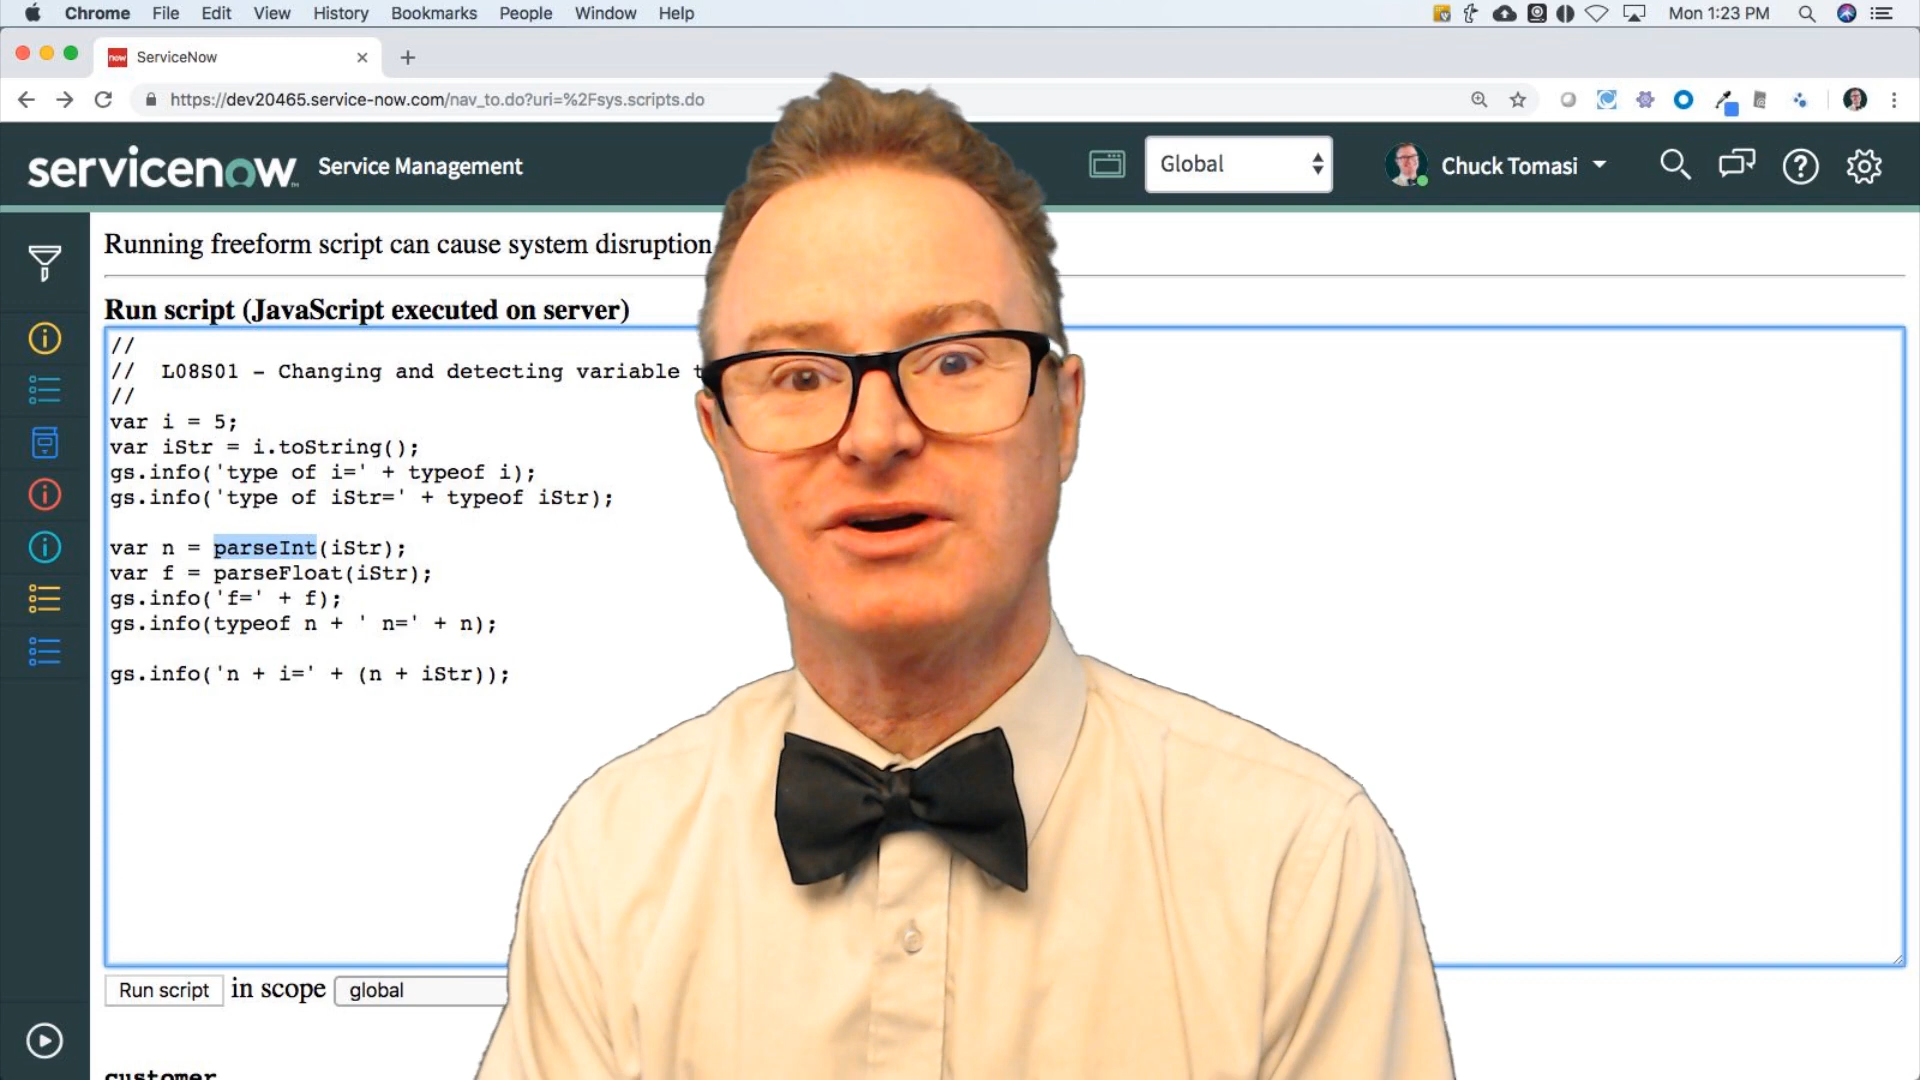 Chrome File Edit View History Bookmarks People Window Help Mon 1:23 PM
now ServiceNow
https://dev20465.service-now.com/nav_to.do?uri=%2Fsys.scripts.do
servicenow Service Management Global Chuck Tomasi
Running freeform script can cause system disruption
Run script (JavaScript executed on server)
//
// L08S01 - Changing and detecting variable t
//
var i = 5;
var iStr = i.toString();
gs.info('type of i=' + typeof i);
gs.info('type of iStr=' + typeof iStr);
var n = parseInt(iStr);
var f = parseFloat(iStr);
gs.info('f=' + f);
gs.info(typeof n + ' n=' + n);
gs.info('n + i=' + (n + iStr));
Run script in scope global
customer